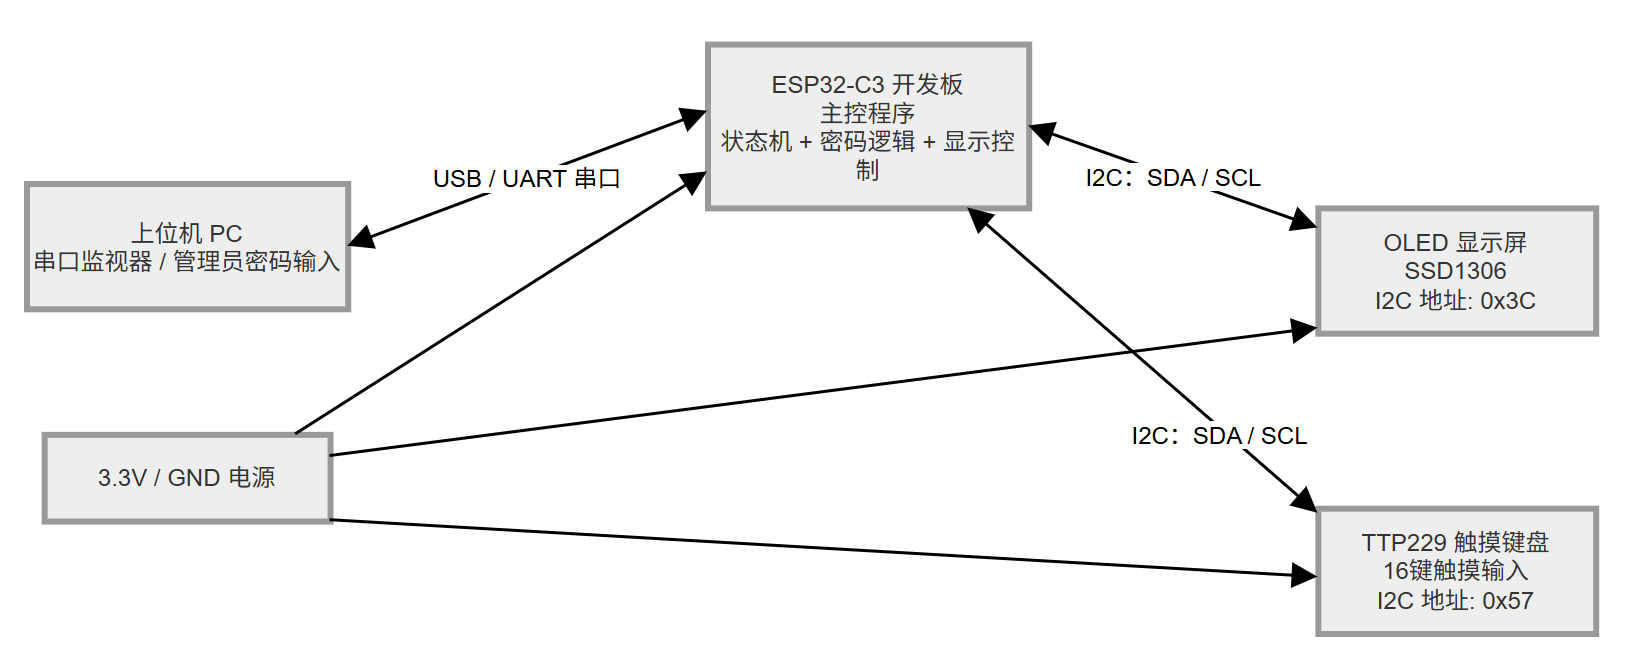 ESP32-C3 开发板
主控程序
状态机 + 密码逻辑 + 显示控
制
USB / UART 串口
I2C：SDA / SCL
上位机 PC
串口监视器 / 管理员密码输入
OLED 显示屏
SSD1306
I2C 地址: 0x3C
I2C：SDA / SCL
3.3V / GND 电源
TTP229 触摸键盘
16键触摸输入
I2C 地址: 0x57